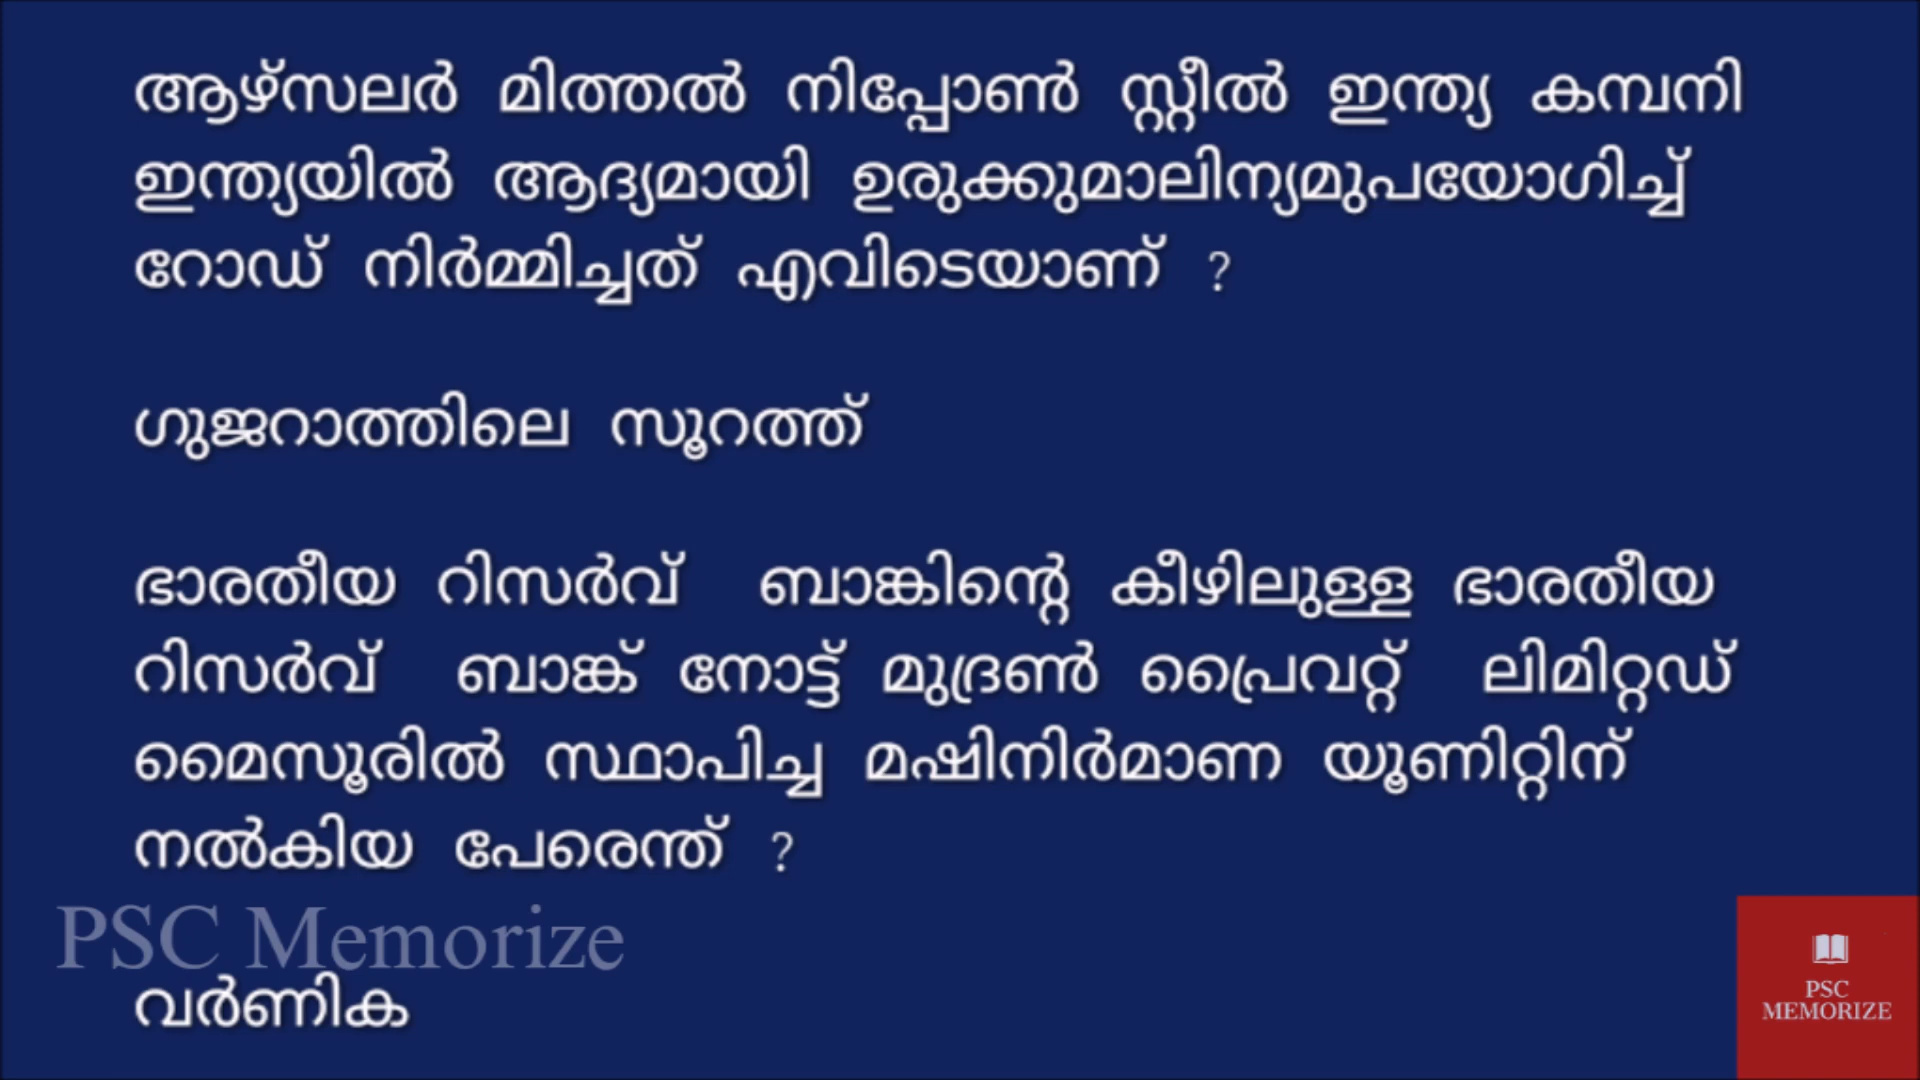 ആഴ്സലർ മിത്തൽ നിപ്പോൺ സ്റ്റീൽ ഇന്ത്യ കമ്പനി
ഇന്ത്യയിൽ ആദ്യമായി ഉരുക്കുമാലിന്യമുപയോഗിച്ച്
റോഡ് നിർമ്മിച്ചത് എവിടെയാണ് ?
ഗുജറാത്തിലെ സൂറത്ത്
ഭാരതീയ റിസർവ് ബാങ്കിന്റെ കീഴിലുള്ള ഭാരതീയ
റിസർവ് ബാങ്ക് നോട്ട് മുദ്രൺ പ്രൈവറ്റ് ലിമിറ്റഡ്
മൈസൂരിൽ സ്ഥാപിച്ച മഷിനിർമാണ യൂണിറ്റിന്
നൽകിയ പേരെന്ത് ?
PSC Memorize
വർണിക
PSC
MEMORIZE